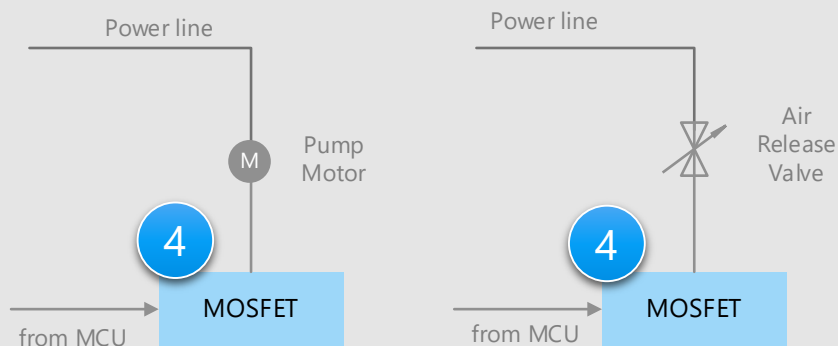 Power line
M
Pump
Motor
4
MOSFET
from MCU
Power line
Air
Release
Valve
4
MOSFET
from MCU